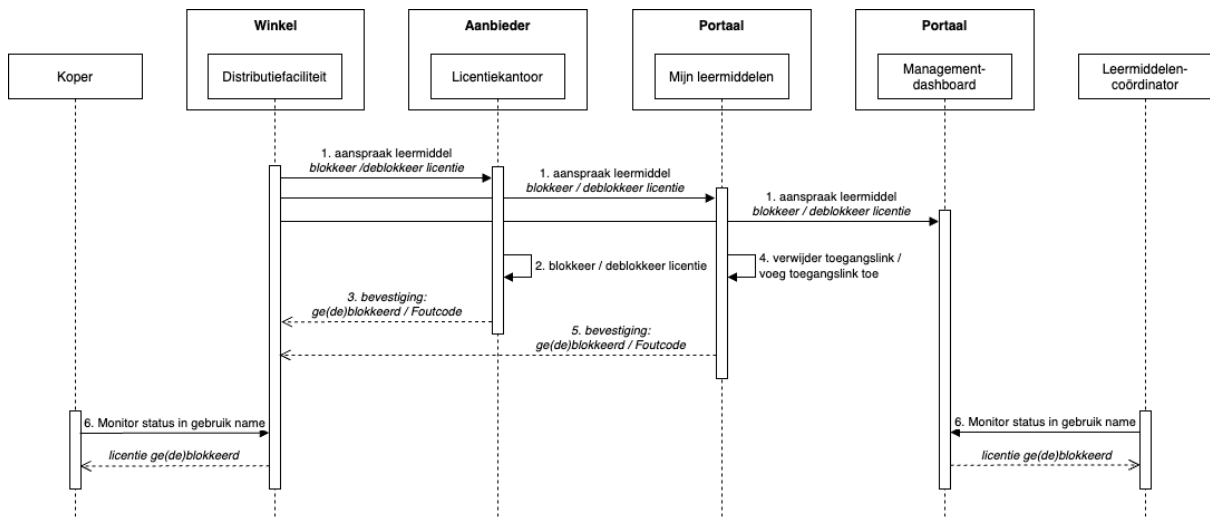 Winkel
Aanbieder
Portaal
Portaal
Koper
Distributiefaciliteit
Licentiekantoor
Mijn leermiddelen
Management-
dashboard
Leermiddelen-
coördinator
1. aanspraak leermiddel
blokkeer /deblokkeer licentie
1. aanspraak leermiddel
blokkeer / deblokkeer licentie
1. aanspraak leermiddel
blokkeer / deblokkeer licentie
2. blokkeer / deblokkeer licentie
4. verwijder toegangslink /
voeg toegangslink toe
3. bevestiging:
ge(de)blokkeerd / Foutcode
5. bevestiging:
ge(de)blokkeerd / Foutcode
6. Monitor status in gebruik name
6. Monitor status in gebruik name
licentie ge(de)blokkeerd
licentie ge(de)blokkeerd